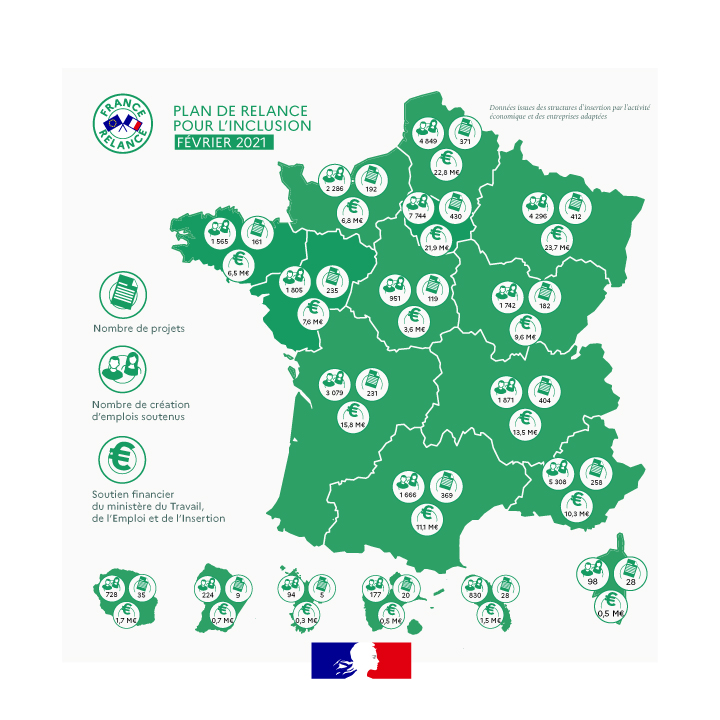 FRANCE
RELANCE
PLAN DE RELANCE
POUR L'INCLUSION
FÉVRIER 2021
Données issues des structures d'insertion par l'activité
économique et des entreprises adaptées
4 849
371
22,8 M€
2 286
192
6,8 M€
7 744
430
21,9 M€
4 296
412
23,7 M€
1 565
161
6,5 M€
1 805
235
7,6 M€
951
119
3,6 M€
1 742
182
9,6 M€
Nombre de projets
Nombre de création
d'emplois soutenus
Soutien financier
du ministère du Travail,
de l'Emploi et de l'Insertion
3 079
231
15,8 M€
1 871
404
13,5 M€
1 666
369
11,1 M€
5 308
258
10,3 M€
728
35
1,7 M€
224
9
0,7 M€
94
5
0,3 M€
177
20
0,5 M€
830
28
1,5 M€
98
28
0,5 M€